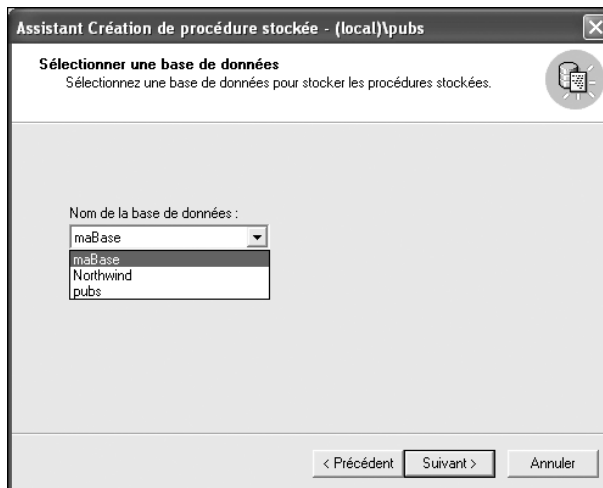 Assistant Création de procédure stockée - (local)\pubs
Sélectionner une base de données
Sélectionnez une base de données pour stocker les procédures stockées.
Nom de la base de données :
maBase
maBase
Northwind
pubs
< Précédent
Suivant >
Annuler